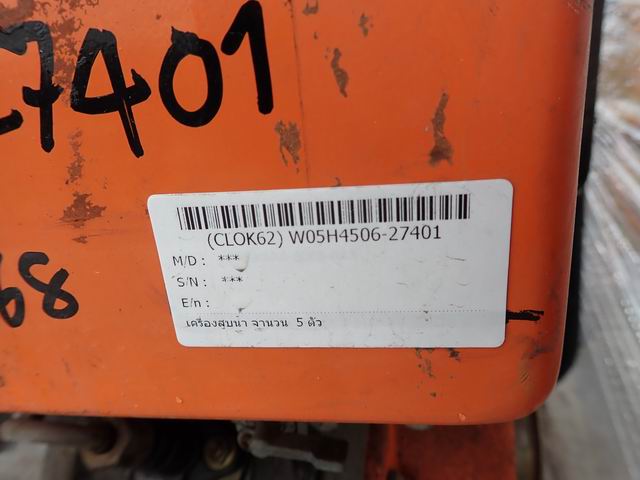 27401
68
(CLOK62) W05H4506-27401
M/D : ***
S/N : ***
E/n :
เครื่องสูบน้ำ จำนวน 5 ตัว